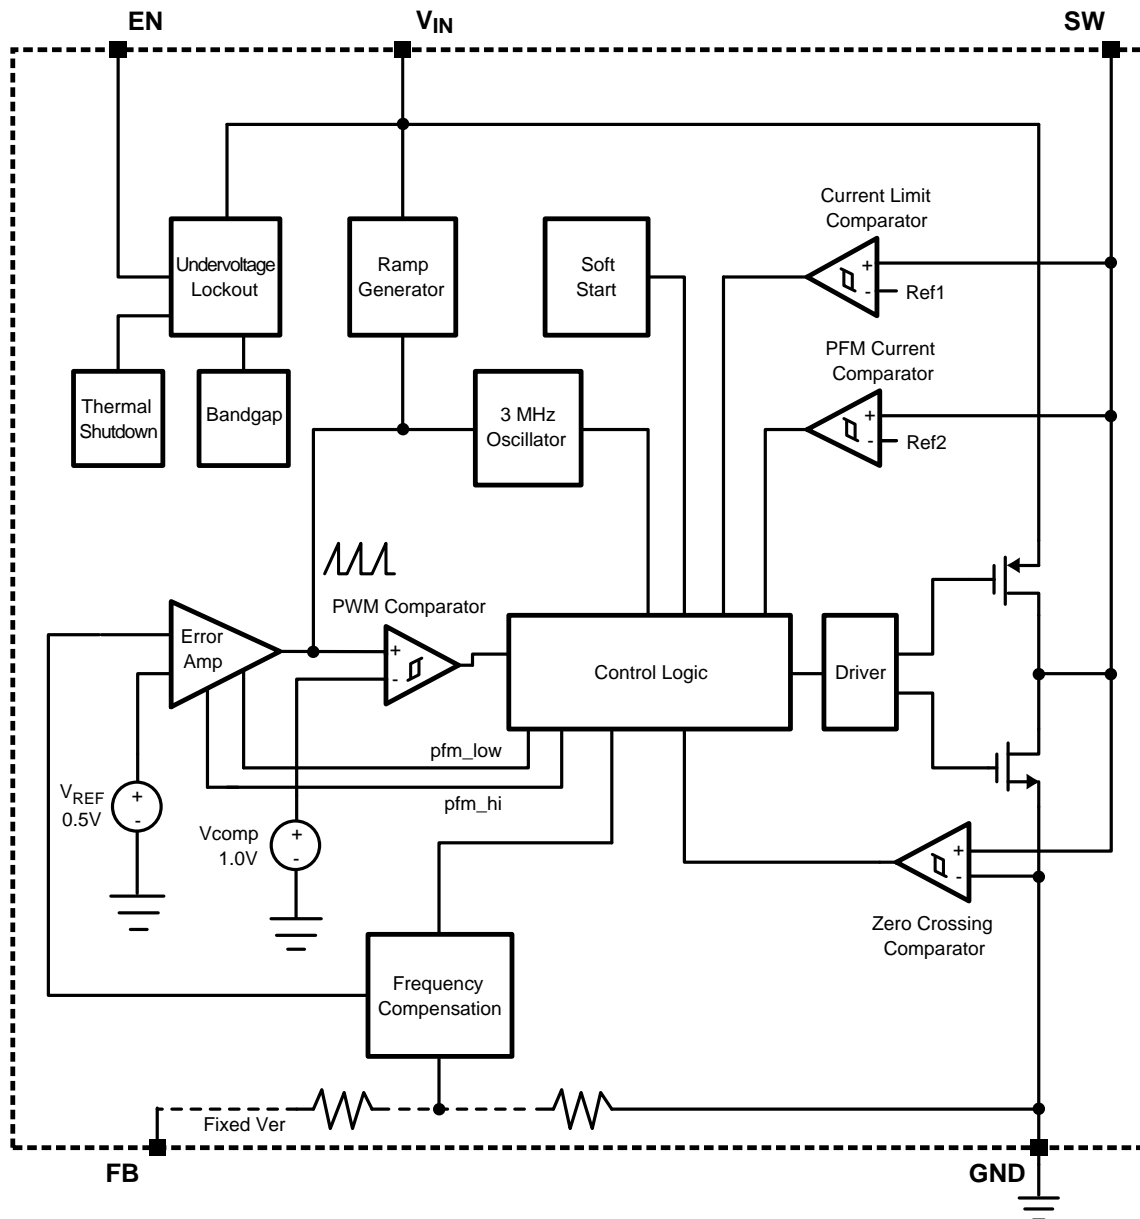 EN
VIN
SW
Undervoltage
Lockout
Ramp
Generator
Soft
Start
Current Limit
Comparator
+
-
Ref1
Thermal
Shutdown
Bandgap
3 MHz
Oscillator
PFM Current
Comparator
+
-
Ref2
PWM Comparator
Error
Amp
+
-
Control Logic
Driver
pfm_low
pfm_hi
VREF
0.5V
+
-
Vcomp
1.0V
+
-
+
-
Zero Crossing
Comparator
Frequency
Compensation
Fixed Ver
FB
GND